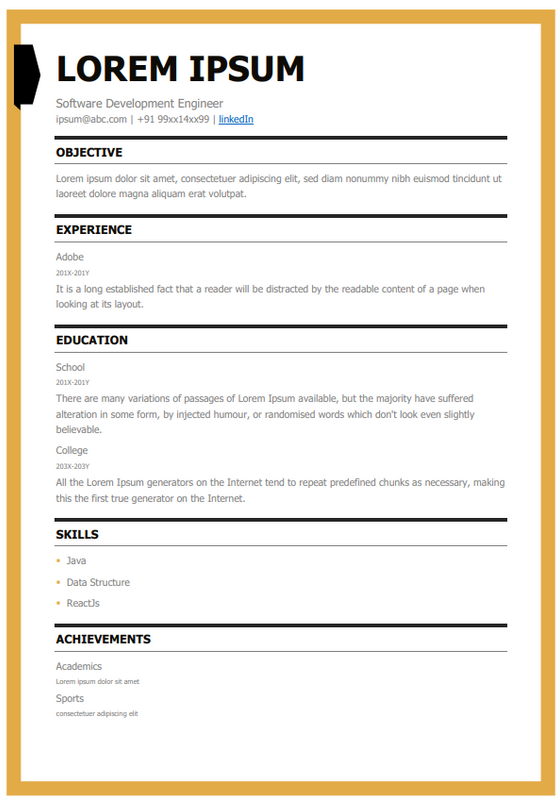 LOREM IPSUM
Software Development Engineer
ipsum@abc.com | +91 99xx14xx99 | linkedIn
OBJECTIVE
Lorem ipsum dolor sit amet, consectetuer adipiscing elit, sed diam nonummy nibh euismod tincidunt ut
laoreet dolore magna aliquam erat volutpat.
EXPERIENCE
Adobe
201X-201Y
It is a long established fact that a reader will be distracted by the readable content of a page when
looking at its layout.
EDUCATION
School
201X-201Y
There are many variations of passages of Lorem Ipsum available, but the majority have suffered
alteration in some form, by injected humour, or randomised words which don't look even slightly
believable.
College
203X-203Y
All the Lorem Ipsum generators on the Internet tend to repeat predefined chunks as necessary, making
this the first true generator on the Internet.
SKILLS
• Java
• Data Structure
• ReactJs
ACHIEVEMENTS
Academics
Lorem ipsum dolor sit amet
Sports
consectetuer adipiscing elit